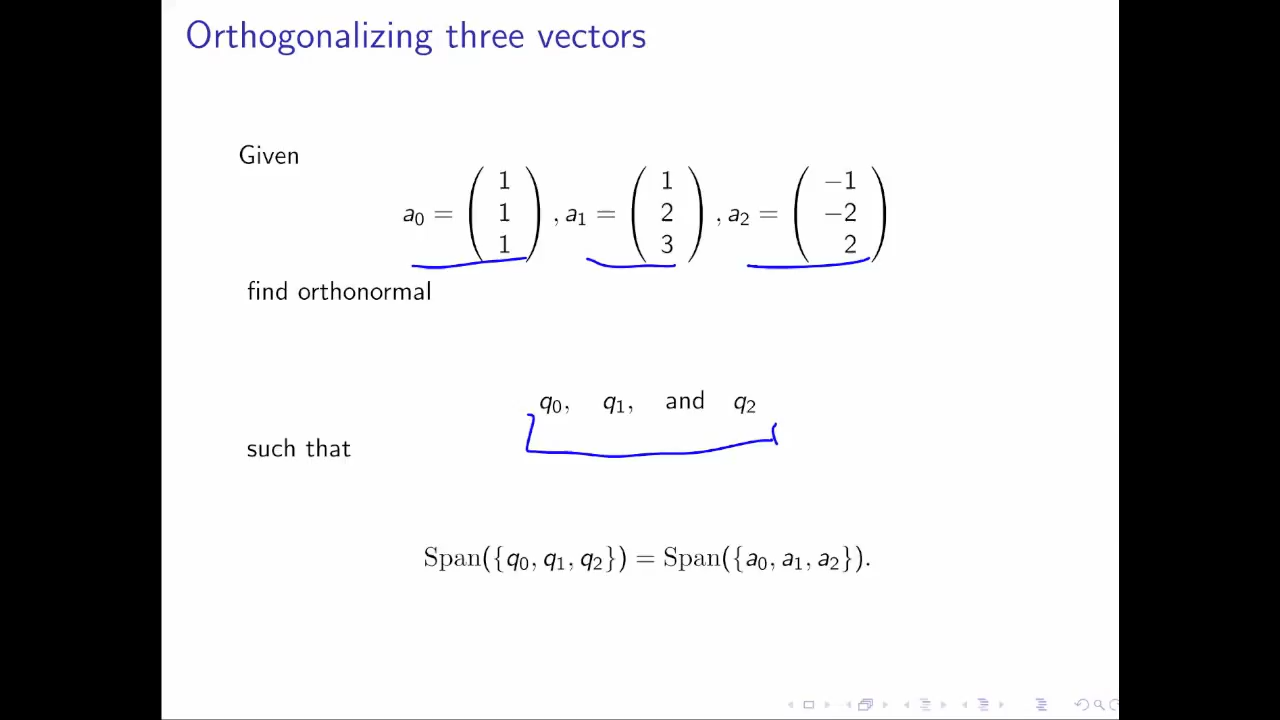 Orthogonalizing three vectors
Given
a₀ = ( 1 1 1 ) , a₁ = ( 1 2 3 ) , a₂ = ( −1 −2 2 )
find orthonormal
q₀, q₁, and q₂
such that
Span({q₀, q₁, q₂}) = Span({a₀, a₁, a₂}).